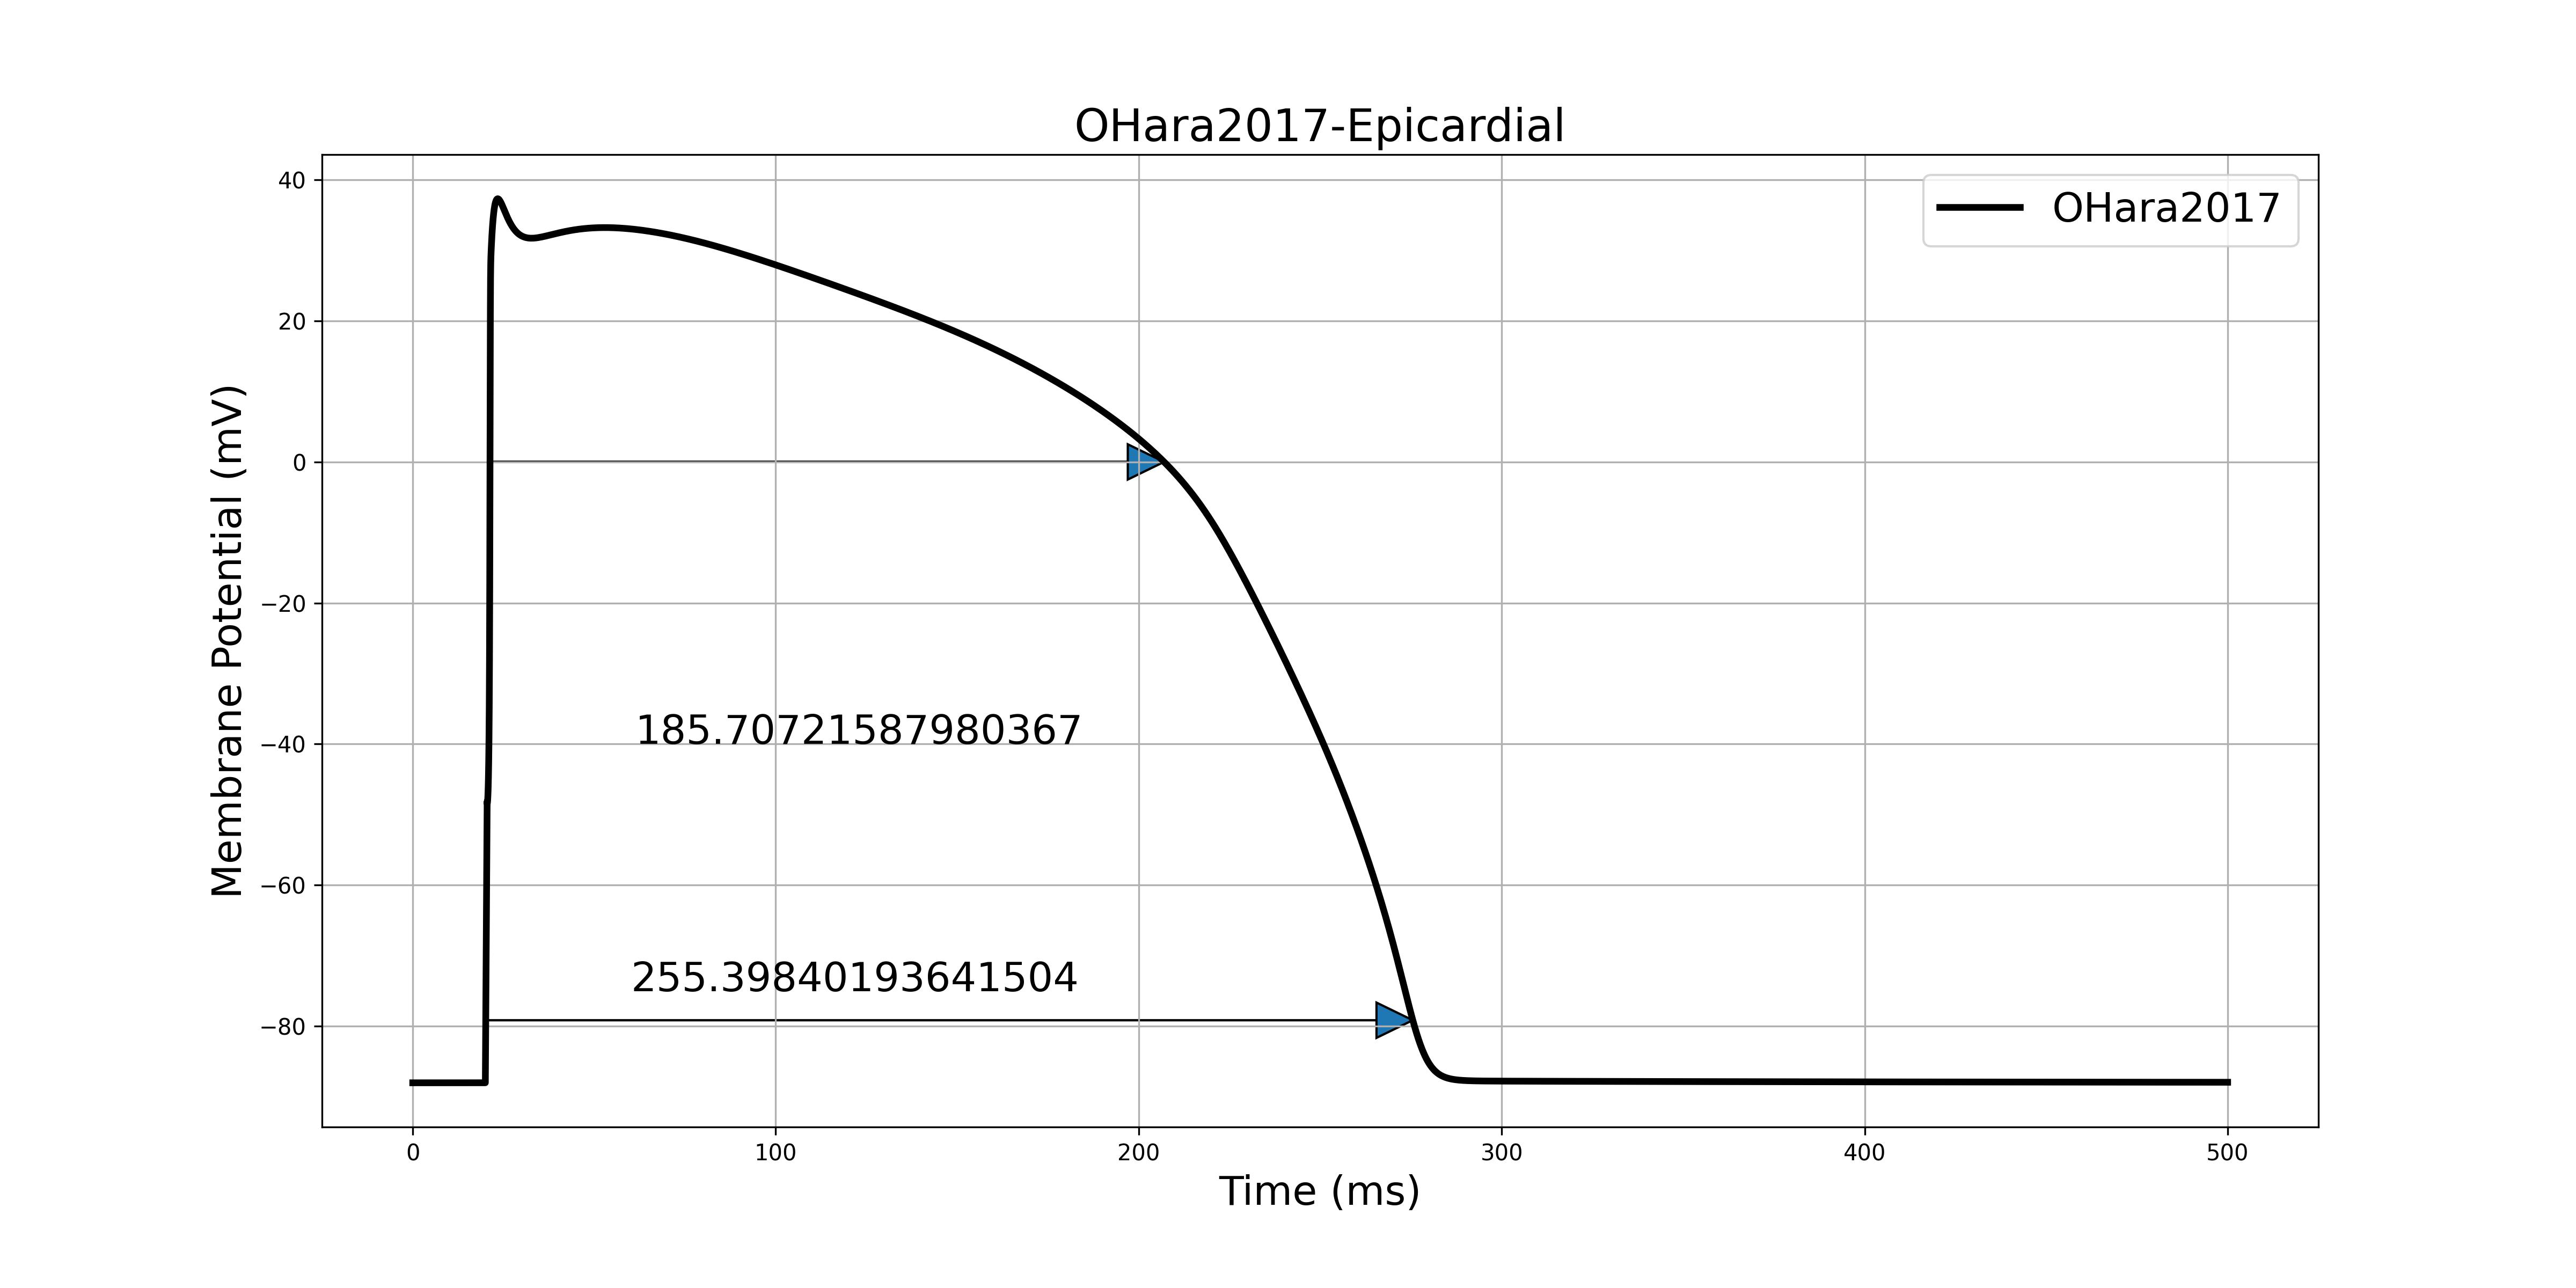 OHara2017-Epicardial
OHara2017
Membrane Potential (mV)
40
20
0
−20
−40
−60
−80
185.70721587980367
255.39840193641504
0 100 200 300 400 500
Time (ms)